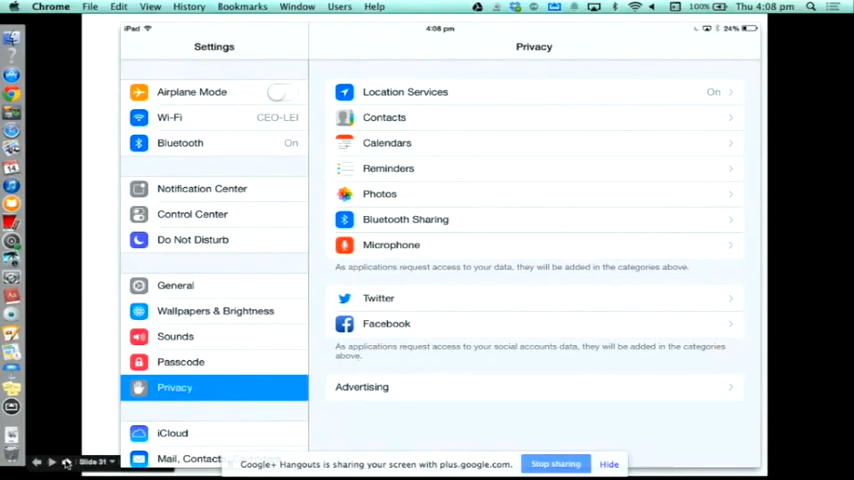 Chrome File Edit View History Bookmarks Window Users Help
100% Thu 4:08 pm
iPad 4:08 pm 24%
Settings
Privacy
Airplane Mode
Wi-Fi CEO-LEI
Bluetooth On
Notification Center
Control Center
Do Not Disturb
General
Wallpapers & Brightness
Sounds
Passcode
Privacy
iCloud
Mail, Contacts, Calendars
Location Services On
Contacts
Calendars
Reminders
Photos
Bluetooth Sharing
Microphone
As applications request access to your data, they will be added in the categories above.
Twitter
Facebook
As applications request access to your social accounts data, they will be added in the categories
above.
Advertising
Slide 31
Google+ Hangouts is sharing your screen with plus.google.com. Stop sharing Hide